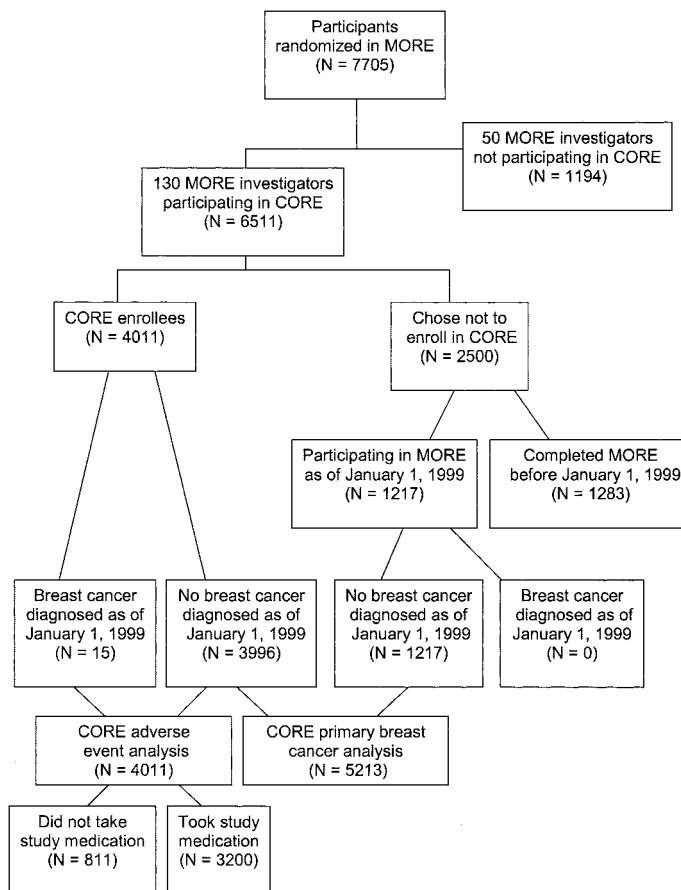 Participants
randomized in MORE
(N = 7705)
50 MORE investigators
not participating in CORE
(N = 1194)
130 MORE investigators
participating in CORE
(N = 6511)
CORE enrollees
(N = 4011)
Chose not to
enroll in CORE
(N = 2500)
Participating in MORE
as of January 1, 1999
(N = 1217)
Completed MORE
before January 1, 1999
(N = 1283)
Breast cancer
diagnosed as of
January 1, 1999
(N = 15)
No breast cancer
diagnosed as of
January 1, 1999
(N = 3996)
No breast cancer
diagnosed as of
January 1, 1999
(N = 1217)
Breast cancer
diagnosed as of
January 1, 1999
(N = 0)
CORE adverse
event analysis
(N = 4011)
CORE primary breast
cancer analysis
(N = 5213)
Did not take
study medication
(N = 811)
Took study
medication
(N = 3200)